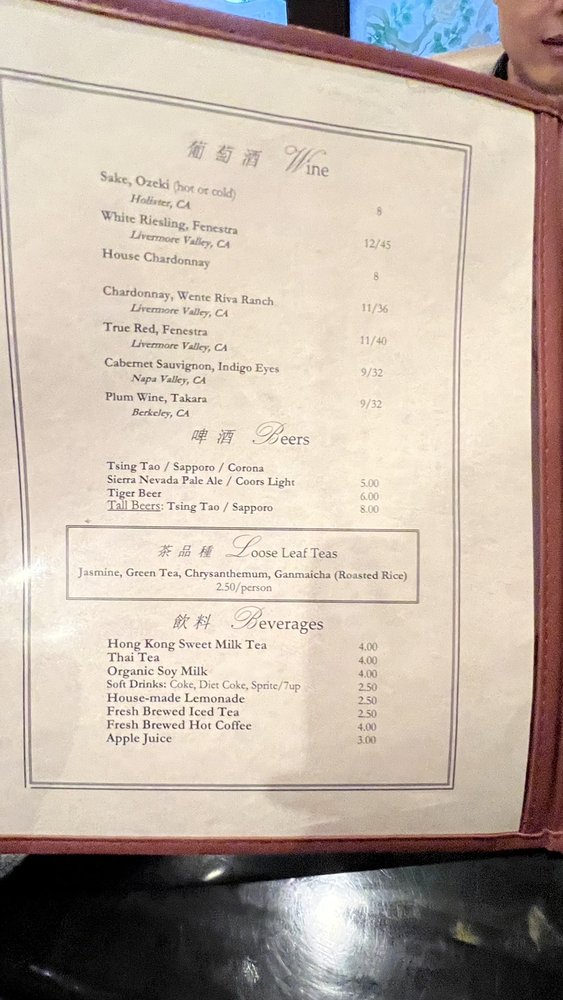 葡萄酒 Wine
Sake, Ozeki (hot or cold) 8
Holister, CA
White Riesling, Fenestra 12/45
Livermore Valley, CA
House Chardonnay 8
Chardonnay, Wente Riva Ranch 11/36
Livermore Valley, CA
True Red, Fenestra 11/40
Livermore Valley, CA
Cabernet Sauvignon, Indigo Eyes 9/32
Napa Valley, CA
Plum Wine, Takara 9/32
Berkeley, CA
啤酒 Beers
Tsing Tao / Sapporo / Corona
Sierra Nevada Pale Ale / Coors Light 5.00
Tiger Beer 6.00
Tall Beers: Tsing Tao / Sapporo 8.00
茶品種 Loose Leaf Teas
Jasmine, Green Tea, Chrysanthemum, Ganmaicha (Roasted Rice)
2.50/person
飲料 Beverages
Hong Kong Sweet Milk Tea 4.00
Thai Tea 4.00
Organic Soy Milk 4.00
Soft Drinks: Coke, Diet Coke, Sprite/7up 2.50
House-made Lemonade 2.50
Fresh Brewed Iced Tea 2.50
Fresh Brewed Hot Coffee 4.00
Apple Juice 3.00